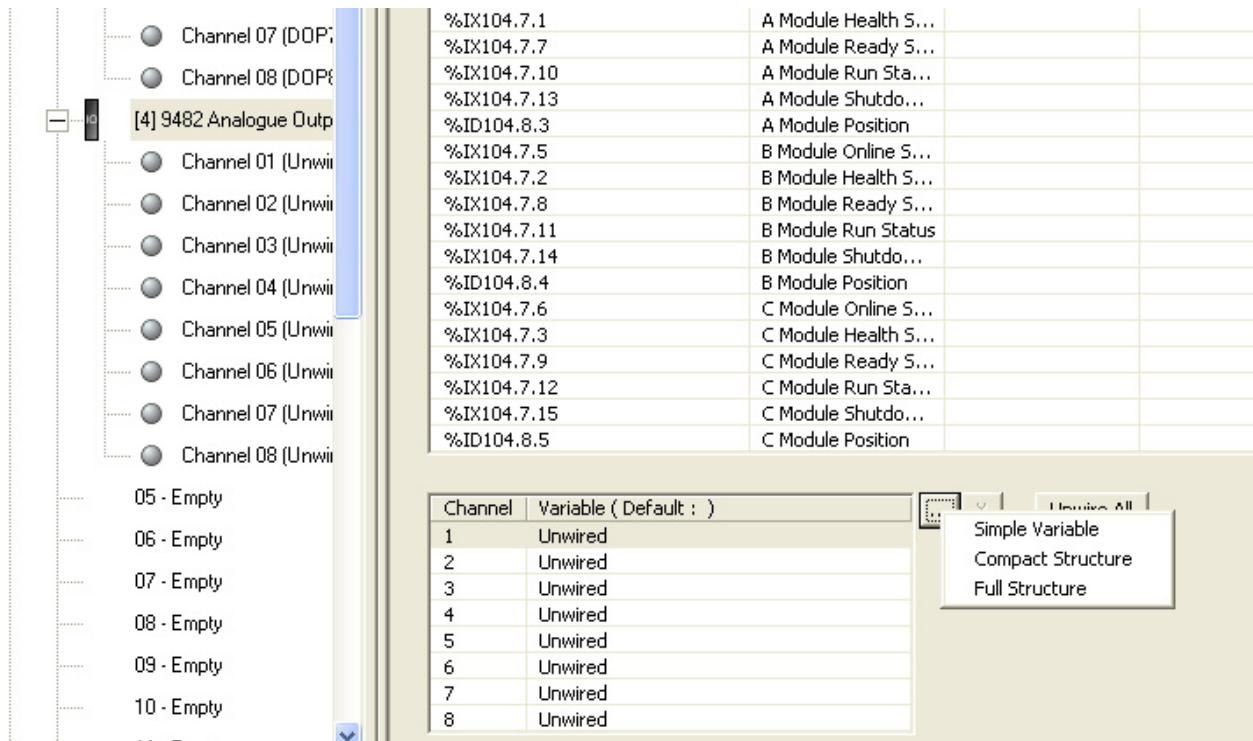 Channel 07 (DOP7
Channel 08 (DOP8
[4] 9482 Analogue Outp
Channel 01 (Unwi
Channel 02 (Unwi
Channel 03 (Unwi
Channel 04 (Unwi
Channel 05 (Unwi
Channel 06 (Unwi
Channel 07 (Unwi
Channel 08 (Unwi
05 - Empty
06 - Empty
07 - Empty
08 - Empty
09 - Empty
10 - Empty
%IX104.7.1 A Module Health S...
%IX104.7.7 A Module Ready S...
%IX104.7.10 A Module Run Sta...
%IX104.7.13 A Module Shutdo...
%ID104.8.3 A Module Position
%IX104.7.5 B Module Online S...
%IX104.7.2 B Module Health S...
%IX104.7.8 B Module Ready S...
%IX104.7.11 B Module Run Status
%IX104.7.14 B Module Shutdo...
%ID104.8.4 B Module Position
%IX104.7.6 C Module Online S...
%IX104.7.3 C Module Health S...
%IX104.7.9 C Module Ready S...
%IX104.7.12 C Module Run Sta...
%IX104.7.15 C Module Shutdo...
%ID104.8.5 C Module Position
Channel Variable ( Default : )
1 Unwired
2 Unwired
3 Unwired
4 Unwired
5 Unwired
6 Unwired
7 Unwired
8 Unwired
... X Unwire All
Simple Variable
Compact Structure
Full Structure